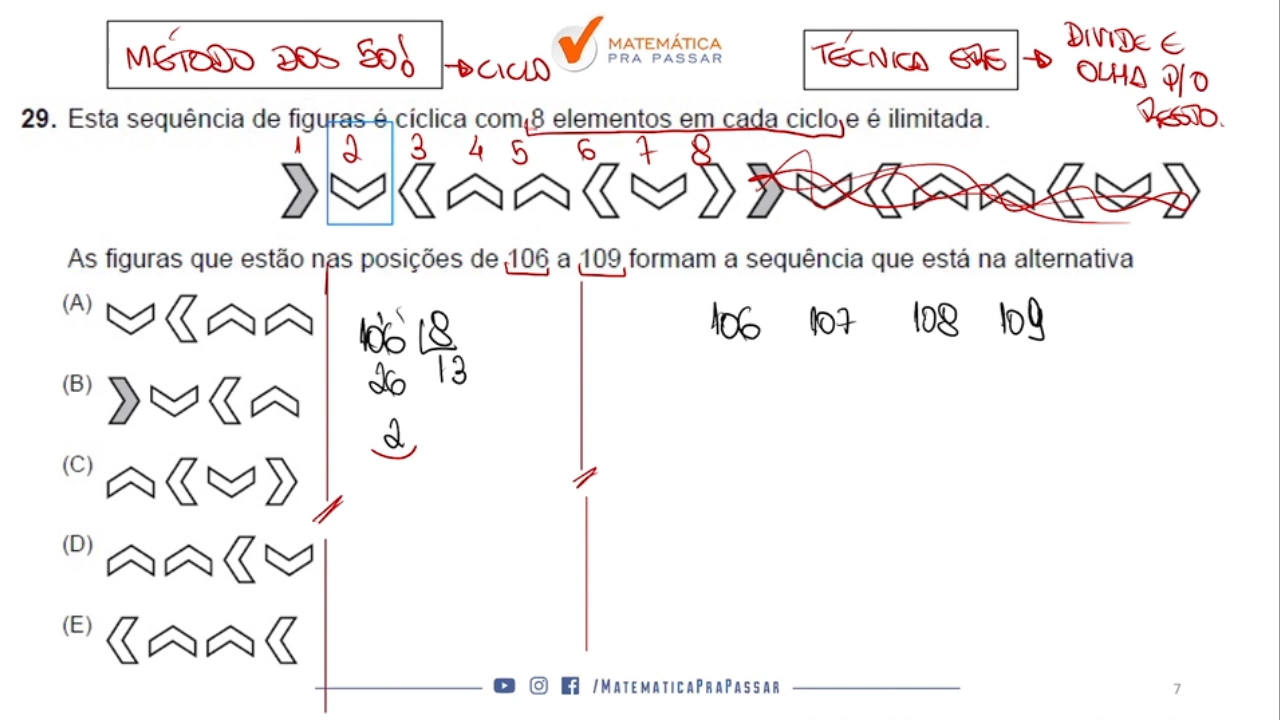 MÉTODO DOS 50!
→ CICLO
MATEMÁTICA
PRA PASSAR
TÉCNICA
→ DIVIDE E
OLHA P/O
RESTO.
29. Esta sequência de figuras é cíclica com 8 elementos em cada ciclo e é ilimitada.
1 2 3 4 5 6 7 8
As figuras que estão nas posições de 106 a 109 formam a sequência que está na alternativa
(A)
(B)
(C)
(D)
(E)
106 8
26 13
2
106 107 108 109
/MATEMATICAPRAPASSAR
7